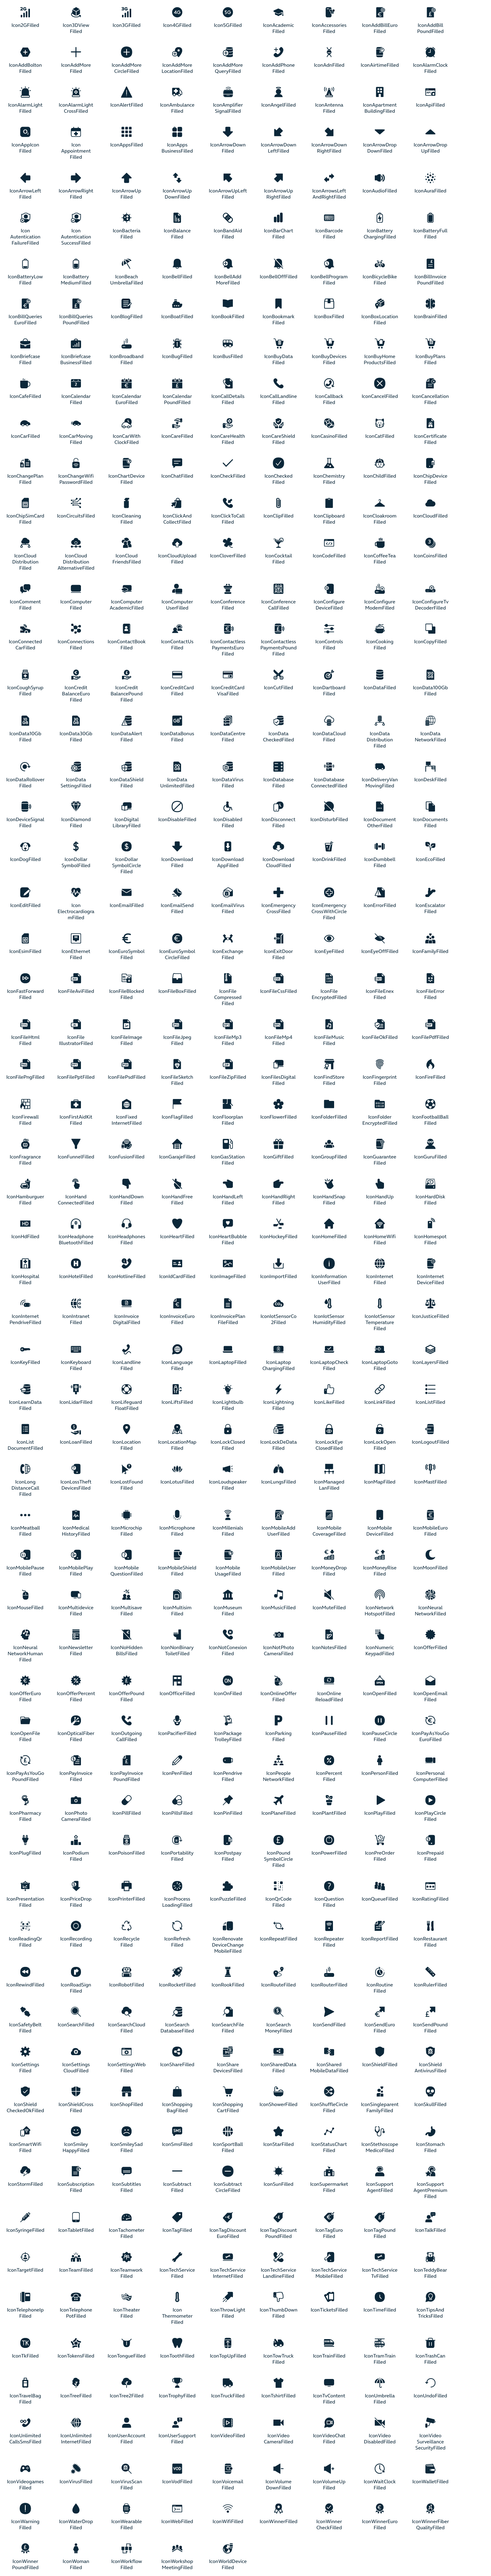 Icon2GFilled Icon3DView Icon3GFilled Icon4GFilled Icon5GFilled IconAcademic IconAccessories IconAddBillEuro IconAddBill
Filled Filled Filled Filled PoundFilled
IconAddBolton IconAddMore IconAddMore IconAddMore IconAddMore IconAddPhone IconAdnFilled IconAirtimeFilled IconAlarmClock
Filled Filled CircleFilled LocationFilled QueryFilled Filled Filled
IconAlarmLight IconAlarmLight IconAlertFilled IconAmbulance IconAmplifier IconAngelFilled IconAntenna IconApartment IconApiFilled
Filled CrossFilled Filled SignalFilled Filled BuildingFilled
IconAppIcon Icon IconAppsFilled IconApps IconArrowDown IconArrowDown IconArrowDown IconArrowDrop IconArrowDrop
Filled Appointment BusinessFilled Filled LeftFilled RightFilled DownFilled UpFilled
Filled
IconArrowLeft IconArrowRight IconArrowUp IconArrowUp IconArrowUpLeft IconArrowUp IconArrowsLeft IconAudioFilled IconAuraFilled
Filled Filled Filled DownFilled Filled RightFilled AndRightFilled
Icon Icon IconBacteria IconBalance IconBandAid IconBarChart IconBarcode IconBattery IconBatteryFull
Autentication Autentication Filled Filled Filled Filled Filled ChargingFilled Filled
FailureFilled SuccessFilled
IconBatteryLow IconBattery IconBeach IconBellFilled IconBellAdd IconBellOffFilled IconBellProgram IconBicycleBike IconBillInvoice
Filled MediumFilled UmbrellaFilled MoreFilled Filled Filled PoundFilled
IconBillQueries IconBillQueries IconBlogFilled IconBoatFilled IconBookFilled IconBookmark IconBoxFilled IconBoxLocation IconBrainFilled
EuroFilled PoundFilled Filled Filled
IconBriefcase IconBriefcase IconBroadband IconBugFilled IconBusFilled IconBuyData IconBuyDevices IconBuyHome IconBuyPlans
Filled BusinessFilled Filled Filled Filled ProductsFilled Filled
IconCafeFilled IconCalendar IconCalendar IconCalendar IconCallDetails IconCallLandline IconCallback IconCancelFilled IconCancellation
Filled EuroFilled PoundFilled Filled Filled Filled Filled
IconCarFilled IconCarMoving IconCarWith IconCareFilled IconCareHealth IconCareShield IconCasinoFilled IconCatFilled IconCertificate
Filled ClockFilled Filled Filled Filled
IconChangePlan IconChangeWifi IconChartDevice IconChatFilled IconCheckFilled IconChecked IconChemistry IconChildFilled IconChipDevice
Filled PasswordFilled Filled Filled Filled Filled
IconChipSimCard IconCircuitsFilled IconCleaning IconClickAnd IconClickToCall IconClipFilled IconClipboard IconCloakroom IconCloudFilled
Filled Filled CollectFilled Filled Filled Filled
IconCloud IconCloud IconCloud IconCloudUpload IconCloverFilled IconCocktail IconCodeFilled IconCoffeeTea IconCoinsFilled
Distribution Distribution FriendsFilled Filled Filled Filled
Filled AlternativeFilled
IconComment IconComputer IconComputer IconComputer IconConference IconConference IconConfigure IconConfigure IconConfigureTv
Filled Filled AcademicFilled UserFilled Filled CallFilled DeviceFilled ModemFilled DecoderFilled
IconConnected IconConnections IconContactBook IconContactUs IconContactless IconContactless IconControls IconCooking IconCopyFilled
CarFilled Filled Filled Filled PaymentsEuro PaymentsPound Filled Filled
Filled Filled
IconCoughSyrup IconCredit IconCredit IconCreditCard IconCreditCard IconCutFilled IconDartboard IconDataFilled IconData100Gb
Filled BalanceEuro BalancePound Filled VisaFilled Filled Filled
Filled Filled
IconData10Gb IconData30Gb IconDataAlert IconDataBonus IconDataCentre IconData IconDataCloud IconData IconData
Filled Filled Filled Filled Filled CheckedFilled Filled Distribution NetworkFilled
Filled
IconDataRollover IconData IconDataShield IconData IconDataVirus IconDatabase IconDatabase IconDeliveryVan IconDeskFilled
Filled SettingsFilled Filled UnlimitedFilled Filled Filled ConnectedFilled MovingFilled
IconDeviceSignal IconDiamond IconDigital IconDisableFilled IconDisabled IconDisconnect IconDisturbFilled IconDocument IconDocuments
Filled Filled LibraryFilled Filled Filled OtherFilled Filled
IconDogFilled IconDollar IconDollar IconDownload IconDownload IconDownload IconDrinkFilled IconDumbbell IconEcoFilled
SymbolFilled SymbolCircle Filled AppFilled CloudFilled Filled
Filled
IconEditFilled Icon IconEmailFilled IconEmailSend IconEmailVirus IconEmergency IconEmergency IconErrorFilled IconEscalator
Electrocardiogra Filled Filled CrossFilled CrossWithCircle Filled
mFilled Filled
IconEsimFilled IconEthernet IconEuroSymbol IconEuroSymbol IconExchange IconExitDoor IconEyeFilled IconEyeOffFilled IconFamilyFilled
Filled Filled CircleFilled Filled Filled
IconFastForward IconFileAviFilled IconFileBlocked IconFileBoxFilled IconFile IconFileCssFilled IconFile IconFileEnex IconFileError
Filled Filled Compressed EncryptedFilled Filled Filled
Filled
IconFileHtml IconFile IconFileImage IconFileJpeg IconFileMp3 IconFileMp4 IconFileMusic IconFileOkFilled IconFilePdfFilled
Filled IllustratorFilled Filled Filled Filled Filled Filled
IconFilePngFilled IconFilePptFilled IconFilePsdFilled IconFileSketch IconFileZipFilled IconFilesDigital IconFindStore IconFingerprint IconFireFilled
Filled Filled Filled Filled
IconFirewall IconFirstAidKit IconFixed IconFlagFilled IconFloorplan IconFlowerFilled IconFolderFilled IconFolder IconFootballBall
Filled Filled InternetFilled Filled EncryptedFilled Filled
IconFragrance IconFunnelFilled IconFusionFilled IconGarajeFilled IconGasStation IconGiftFilled IconGroupFilled IconGuarantee IconGuruFilled
Filled Filled Filled
IconHamburguer IconHand IconHandDown IconHandFree IconHandLeft IconHandRight IconHandSnap IconHandUp IconHardDisk
Filled ConnectedFilled Filled Filled Filled Filled Filled Filled Filled
IconHdFilled IconHeadphone IconHeadphones IconHeartFilled IconHeartBubble IconHockeyFilled IconHomeFilled IconHomeWifi IconHomespot
BluetoothFilled Filled Filled Filled Filled
IconHospital IconHotelFilled IconHotlineFilled IconIdCardFilled IconImageFilled IconImportFilled IconInformation IconInternet IconInternet
Filled UserFilled Filled DeviceFilled
IconInternet IconIntranet IconInvoice IconInvoiceEuro IconInvoicePlan IconIotSensorCo IconIotSensor IconIotSensor IconJusticeFilled
PendriveFilled Filled DigitalFilled Filled FileFilled 2Filled HumidityFilled Temperature
Filled
IconKeyFilled IconKeyboard IconLandline IconLanguage IconLaptopFilled IconLaptop IconLaptopCheck IconLaptopGoto IconLayersFilled
Filled Filled Filled ChargingFilled Filled Filled
IconLearnData IconLidarFilled IconLifeguard IconLiftsFilled IconLightbulb IconLightning IconLikeFilled IconLinkFilled IconListFilled
Filled FloatFilled Filled Filled
IconList IconLoanFilled IconLocation IconLocationMap IconLockClosed IconLockDeData IconLockEye IconLockOpen IconLogoutFilled
DocumentFilled Filled Filled Filled Filled ClosedFilled Filled
IconLong IconLossTheft IconLostFound IconLotusFilled IconLoudspeaker IconLungsFilled IconManaged IconMapFilled IconMastFilled
DistanceCall DevicesFilled Filled Filled LanFilled
Filled
IconMeatball IconMedical IconMicrochip IconMicrophone IconMillenials IconMobileAdd IconMobile IconMobile IconMobileEuro
Filled HistoryFilled Filled Filled Filled UserFilled CoverageFilled DeviceFilled Filled
IconMobilePause IconMobilePlay IconMobile IconMobileShield IconMobile IconMobileUser IconMoneyDrop IconMoneyRise IconMoonFilled
Filled Filled QuestionFilled Filled UsageFilled Filled Filled Filled
IconMouseFilled IconMultidevice IconMultisave IconMultisim IconMuseum IconMusicFilled IconMuteFilled IconNetwork IconNeural
Filled Filled Filled Filled HotspotFilled NetworkFilled
IconNeural IconNewsletter IconNoHidden IconNonBinary IconNotConexion IconNotPhoto IconNotesFilled IconNumeric IconOfferFilled
NetworkHuman Filled BillsFilled ToiletFilled Filled CameraFilled KeypadFilled
Filled
IconOfferEuro IconOfferPercent IconOfferPound IconOfficeFilled IconOnFilled IconOnlineOffer IconOnline IconOpenFilled IconOpenEmail
Filled Filled Filled Filled ReloadFilled Filled
IconOpenFile IconOpticalFiber IconOutgoing IconPacifierFilled IconPackage IconParking IconPauseFilled IconPauseCircle IconPayAsYouGo
Filled Filled CallFilled TrolleyFilled Filled Filled EuroFilled
IconPayAsYouGo IconPayInvoice IconPayInvoice IconPenFilled IconPendrive IconPeople IconPercent IconPersonFilled IconPersonal
PoundFilled Filled PoundFilled Filled NetworkFilled Filled ComputerFilled
IconPharmacy IconPhoto IconPillFilled IconPillsFilled IconPinFilled IconPlaneFilled IconPlantFilled IconPlayFilled IconPlayCircle
Filled CameraFilled Filled
IconPlugFilled IconPodium IconPoisonFilled IconPortability IconPostpay IconPound IconPowerFilled IconPreOrder IconPrepaid
Filled Filled Filled SymbolCircle Filled Filled
Filled
IconPresentation IconPriceDrop IconPrinterFilled IconProcess IconPuzzleFilled IconQrCode IconQuestion IconQueueFilled IconRatingFilled
Filled Filled LoadingFilled Filled Filled
IconReadingQr IconRecording IconRecycle IconRefresh IconRenovate IconRepeatFilled IconRepeater IconReportFilled IconRestaurant
Filled Filled Filled Filled DeviceChange Filled Filled
MobileFilled
IconRewindFilled IconRoadSign IconRobotFilled IconRocketFilled IconRookFilled IconRouteFilled IconRouterFilled IconRoutine IconRulerFilled
Filled Filled
IconSafetyBelt IconSearchFilled IconSearchCloud IconSearch IconSearchFile IconSearch IconSendFilled IconSendEuro IconSendPound
Filled Filled DatabaseFilled Filled MoneyFilled Filled Filled
IconSettings IconSettings IconSettingsWeb IconShareFilled IconShare IconSharedData IconShared IconShieldFilled IconShield
Filled CloudFilled Filled DevicesFilled Filled MobileDataFilled AntivirusFilled
IconShield IconShieldCross IconShopFilled IconShopping IconShopping IconShowerFilled IconShuffleCircle IconSingleparent IconSkullFilled
CheckedOkFilled Filled BagFilled CartFilled Filled FamilyFilled
IconSmartWifi IconSmiley IconSmileySad IconSmsFilled IconSportBall IconStarFilled IconStatusChart IconStethoscope IconStomach
Filled HappyFilled Filled Filled Filled MedicoFilled Filled
IconStormFilled IconSubscription IconSubtitles IconSubtract IconSubtract IconSunFilled IconSupermarket IconSupport IconSupport
Filled Filled Filled CircleFilled Filled AgentFilled AgentPremium
Filled
IconSyringeFilled IconTabletFilled IconTachometer IconTagFilled IconTagDiscount IconTagDiscount IconTagEuro IconTagPound IconTalkFilled
Filled EuroFilled PoundFilled Filled Filled
IconTargetFilled IconTeamFilled IconTeamwork IconTechService IconTechService IconTechService IconTechService IconTechService IconTeddyBear
Filled Filled InternetFilled LandlineFilled MobileFilled TvFilled Filled
IconTelephonelp IconTelephone IconTheater Icon IconThrowLight IconThumbDown IconTicketsFilled IconTimeFilled IconTipsAnd
Filled PotFilled Filled Thermometer Filled Filled TricksFilled
Filled
IconTkFilled IconTokensFilled IconTongueFilled IconToothFilled IconTopUpFilled IconTowTruck IconTrainFilled IconTramTrain IconTrashCan
Filled Filled Filled
IconTravelBag IconTreeFilled IconTree2Filled IconTrophyFilled IconTruckFilled IconTshirtFilled IconTvContent IconUmbrella IconUndoFilled
Filled Filled Filled
IconUnlimited IconUnlimited IconUserAccount IconUserSupport IconVideoFilled IconVideo IconVideoChat IconVideo IconVideo
CallsSmsFilled InternetFilled Filled Filled CameraFilled Filled DisabledFilled Surveillance
SecurityFilled
IconVideogames IconVirusFilled IconVirusScan IconVodFilled IconVoicemail IconVolume IconVolumeUp IconWaitClock IconWalletFilled
Filled Filled Filled DownFilled Filled Filled
IconWarning IconWaterDrop IconWearable IconWebFilled IconWifiFilled IconWinnerFilled IconWinner IconWinnerEuro IconWinnerFiber
Filled Filled Filled CheckFilled Filled QualityFilled
IconWinner IconWoman IconWorkflow IconWorkshop IconWorldDevice
PoundFilled Filled Filled MeetingFilled Filled